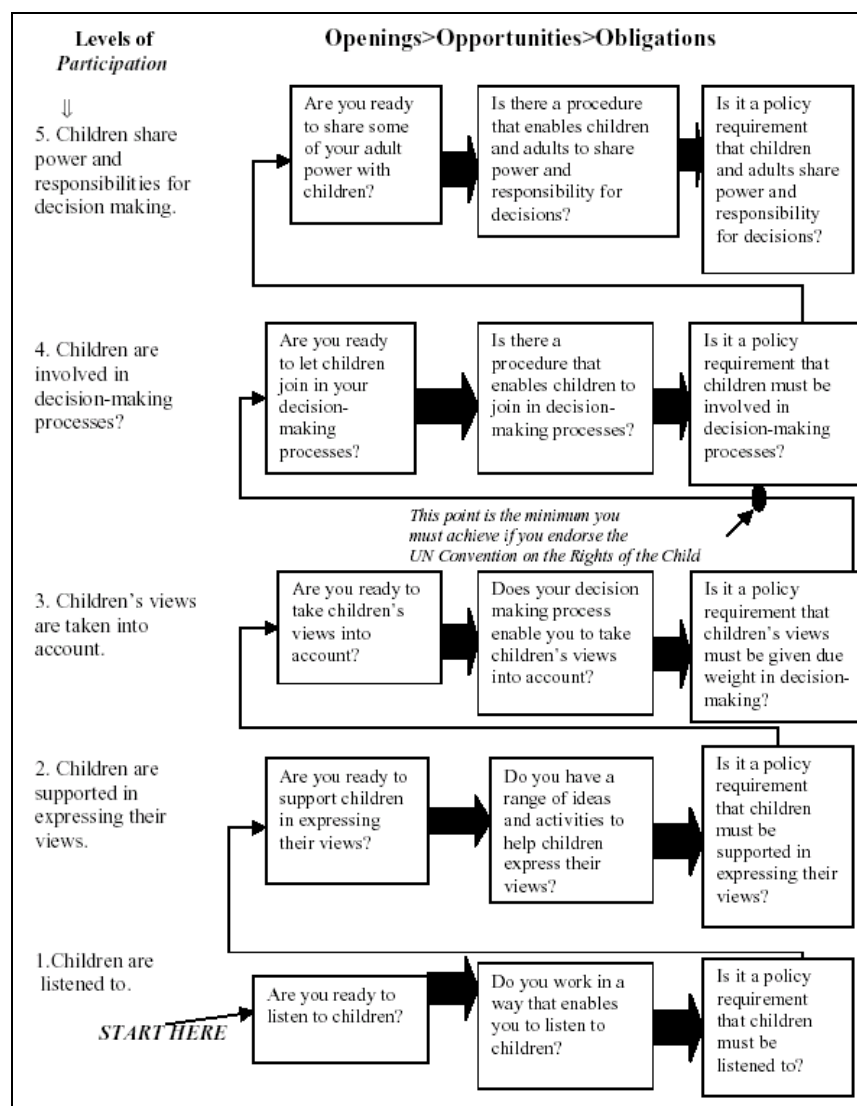 Levels of
Participation
⇓
Openings>Opportunities>Obligations
5. Children share
power and
responsibilities for
decision making.
Are you ready
to share some
of your adult
power with
children?
Is there a procedure
that enables children
and adults to share
power and
responsibility for
decisions?
Is it a policy
requirement
that children
and adults share
power and
responsibility
for decisions?
4. Children are
involved in
decision-making
processes?
Are you ready
to let children
join in your
decision-
making
processes?
Is there a
procedure that
enables children to
join in decision-
making processes?
Is it a policy
requirement that
children must be
involved in
decision-making
processes?
This point is the minimum you
must achieve if you endorse the
UN Convention on the Rights of the Child
3. Children’s views
are taken into
account.
Are you ready to
take children’s
views into
account?
Does your decision
making process
enable you to take
children’s views
into account?
Is it a policy
requirement that
children’s views
must be given due
weight in decision-
making?
2. Children are
supported in
expressing their
views.
Are you ready to
support children
in expressing
their views?
Do you have a
range of ideas
and activities to
help children
express their
views?
Is it a policy
requirement
that children
must be
supported in
expressing their
views?
1.Children are
listened to.
START HERE
Are you ready to
listen to children?
Do you work in a
way that enables
you to listen to
children?
Is it a policy
requirement
that children
must be
listened to?